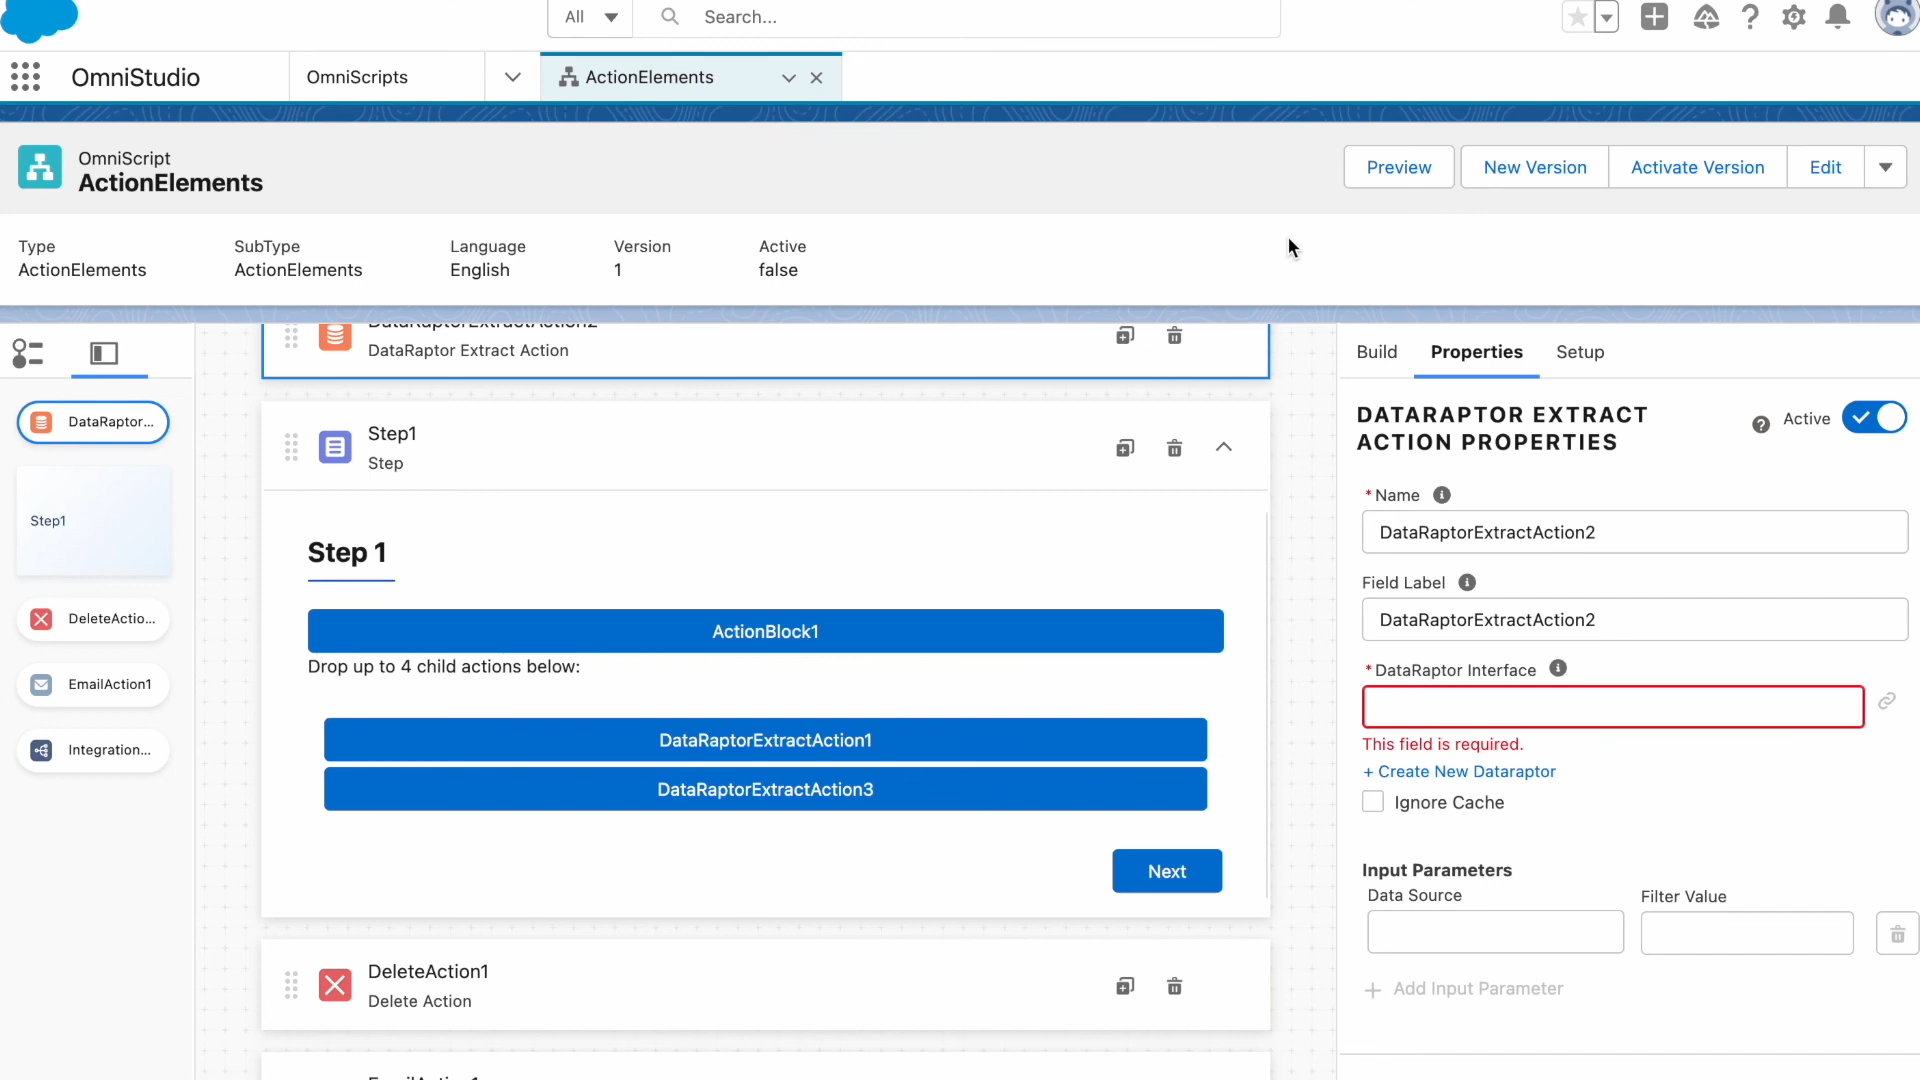 All
Search...
OmniStudio
OmniScripts
ActionElements
OmniScript
ActionElements
Preview
New Version
Activate Version
Edit
Type
SubType
Language
Version
Active
ActionElements
ActionElements
English
1
false
DataRaptorExtractAction2
DataRaptor Extract Action
DataRaptor...
Step1
DeleteActio...
EmailAction1
Integration...
Step1
Step
Step 1
ActionBlock1
Drop up to 4 child actions below:
DataRaptorExtractAction1
DataRaptorExtractAction3
Next
DeleteAction1
Delete Action
EmailAction1
Build
Properties
Setup
DATARAPTOR EXTRACT
ACTION PROPERTIES
Active
* Name
DataRaptorExtractAction2
Field Label
DataRaptorExtractAction2
* DataRaptor Interface
This field is required.
+ Create New Dataraptor
Ignore Cache
Input Parameters
Data Source
Filter Value
+ Add Input Parameter